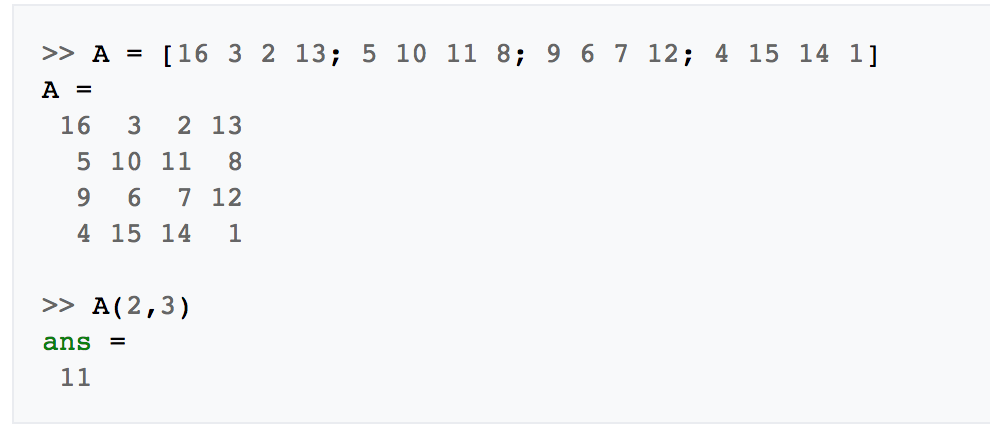 >> A = [16 3 2 13; 5 10 11 8; 9 6 7 12; 4 15 14 1]
A =
 16  3  2 13
  5 10 11  8
  9  6  7 12
  4 15 14  1
>> A(2,3)
ans =
 11